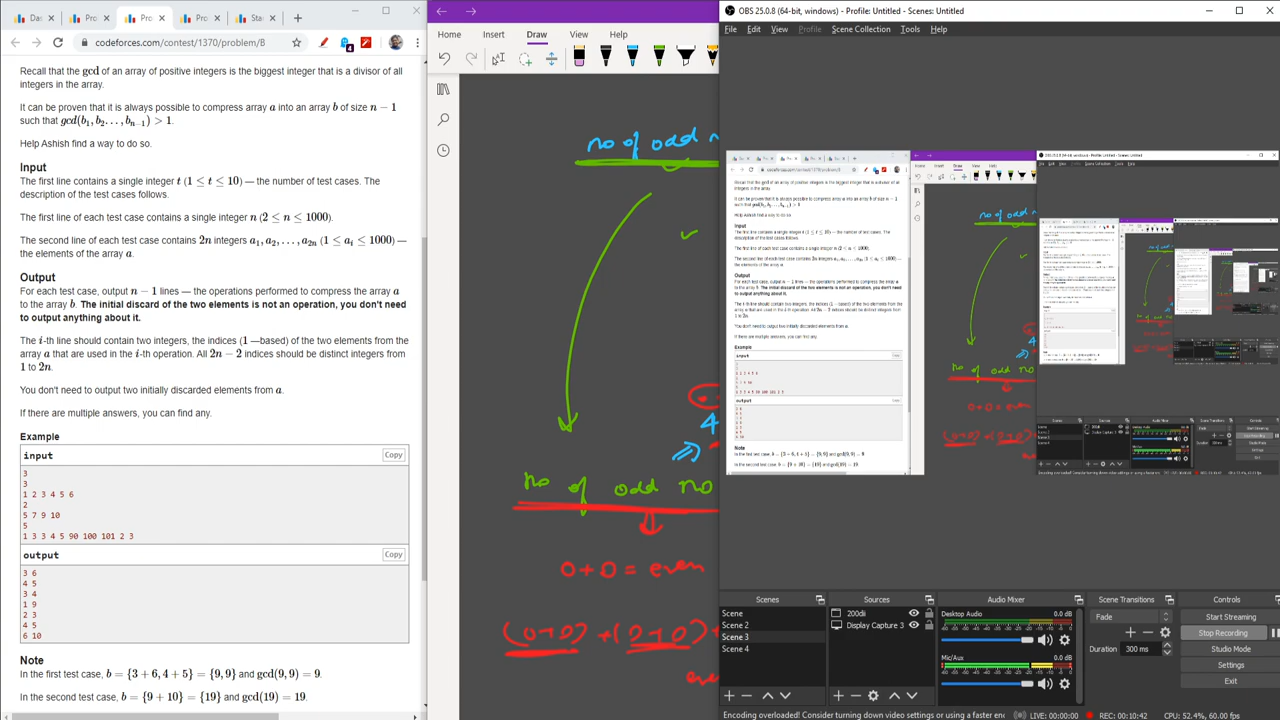 Da
Pro
Pro
Pro
Sta
codeforces.com/contest/1370/problem/B
Recall that the gcd of an array of positive integers is the biggest integer that is a divisor of all
integers in the array.
It can be proven that it is always possible to compress array a into an array b of size n − 1
such that gcd(b1, b2..., bn−1) > 1.
Help Ashish find a way to do so.
Input
The first line contains a single integer t (1 ≤ t ≤ 10) — the number of test cases. The
description of the test cases follows.
The first line of each test case contains a single integer n (2 ≤ n ≤ 1000).
The second line of each test case contains 2n integers a1, a2, ..., a2n (1 ≤ ai ≤ 1000) —
the elements of the array a.
Output
For each test case, output n − 1 lines — the operations performed to compress the array a
to the array b. The initial discard of the two elements is not an operation, you don't need
to output anything about it.
The i-th line should contain two integers, the indices (1—based) of the two elements from the
array a that are used in the i-th operation. All 2n − 2 indices should be distinct integers from
1 to 2n.
You don't need to output two initially discarded elements from a.
If there are multiple answers, you can find any.
Example
input
Copy
3
3
1 2 3 4 5 6
2
5 7 9 10
5
1 3 3 4 5 90 100 101 2 3
output
Copy
3 6
4 5
3 4
1 9
2 3
4 5
6 10
Note
In the first test case, b = {3 + 6, 4 + 5} = {9, 9} and gcd(9, 9) = 9.
In the second test case, b = {9 + 10} = {19} and gcd(19) = 19.
Home
Insert
Draw
View
Help
no of odd n
4
no of odd no
0+0 = even
(0+0) +(0+0) +
eve
OBS 25.0.8 (64-bit, windows) - Profile: Untitled - Scenes: Untitled
File
Edit
View
Profile
Scene Collection
Tools
Help
Scenes
Sources
Audio Mixer
Scene Transitions
Controls
Scene
Scene 2
Scene 3
Scene 4
200dii
Display Capture 3
Desktop Audio
0.0 dB
Mic/Aux
0.0 dB
Fade
Duration
300 ms
Start Streaming
Stop Recording
Studio Mode
Settings
Exit
Encoding overloaded! Consider turning down video settings or using a faster enc
LIVE: 00:00:00
REC: 00:10:42
CPU: 52.4%, 60.00 fps